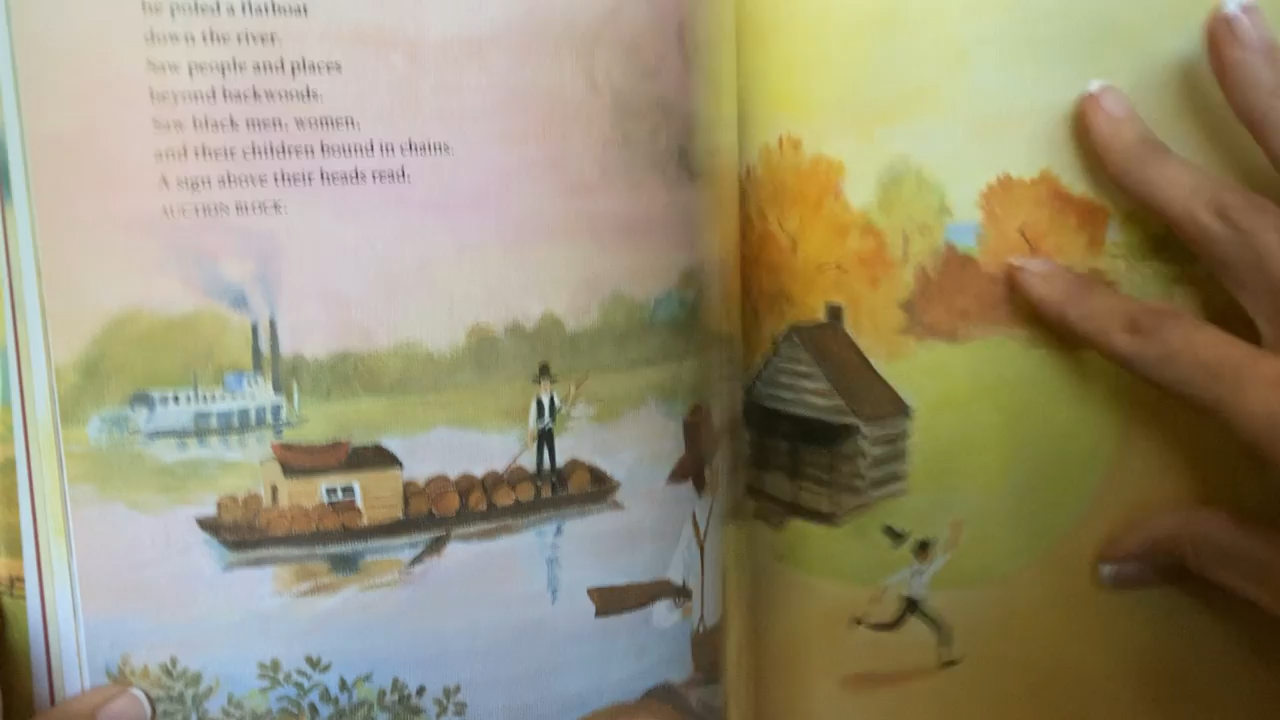 he poled a flatboat
down the river.
Saw people and places
beyond backwoods.
Saw black men, women,
and their children bound in chains.
A sign above their heads read:
AUCTION BLOCK.